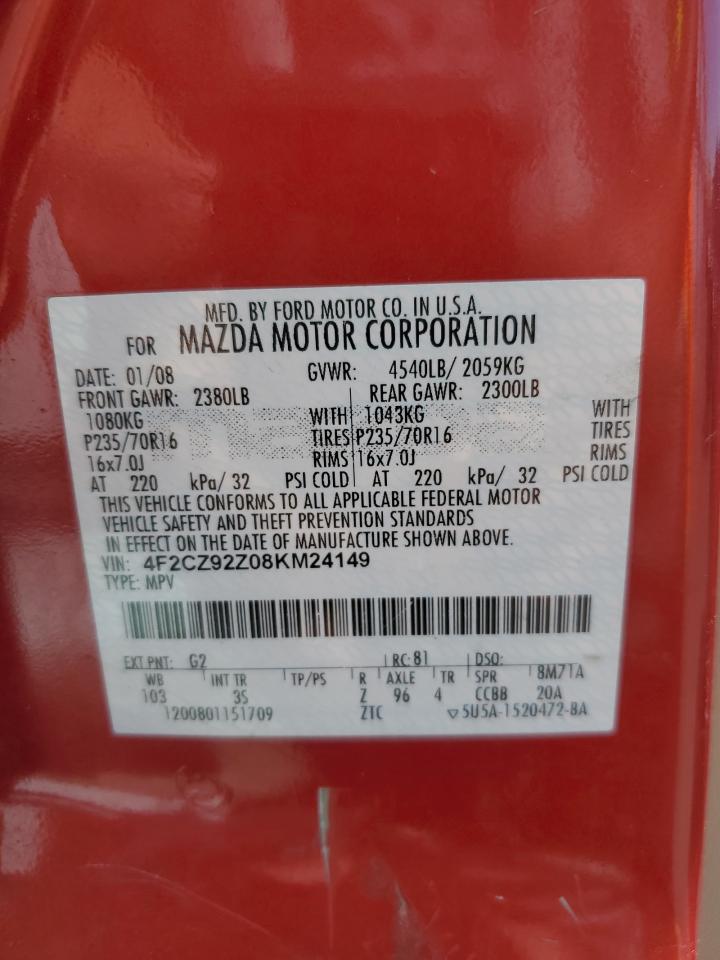 MFD. BY FORD MOTOR CO. IN U.S.A.
FOR MAZDA MOTOR CORPORATION
DATE: 01/08 GVWR: 4540LB/ 2059KG
FRONT GAWR: 2380LB REAR GAWR: 2300LB
1080KG WITH 1043KG WITH
P235/70R16 TIRES P235/70R16 TIRES
16x7.0J RIMS 16x7.0J RIMS
AT 220 kPa/ 32 PSI COLD AT 220 kPa/ 32 PSI COLD
THIS VEHICLE CONFORMS TO ALL APPLICABLE FEDERAL MOTOR
VEHICLE SAFETY AND THEFT PREVENTION STANDARDS
IN EFFECT ON THE DATE OF MANUFACTURE SHOWN ABOVE.
VIN: 4F2CZ92Z08KM24149
TYPE: MPV
EXT PNT: G2 RC: 81 DSO:
WB INT TR TP/PS R AXLE TR SPR 8M71A
103 3S Z 96 4 CCBB 20A
1200801151709 ZTC ▽5U5A-1520472-BA